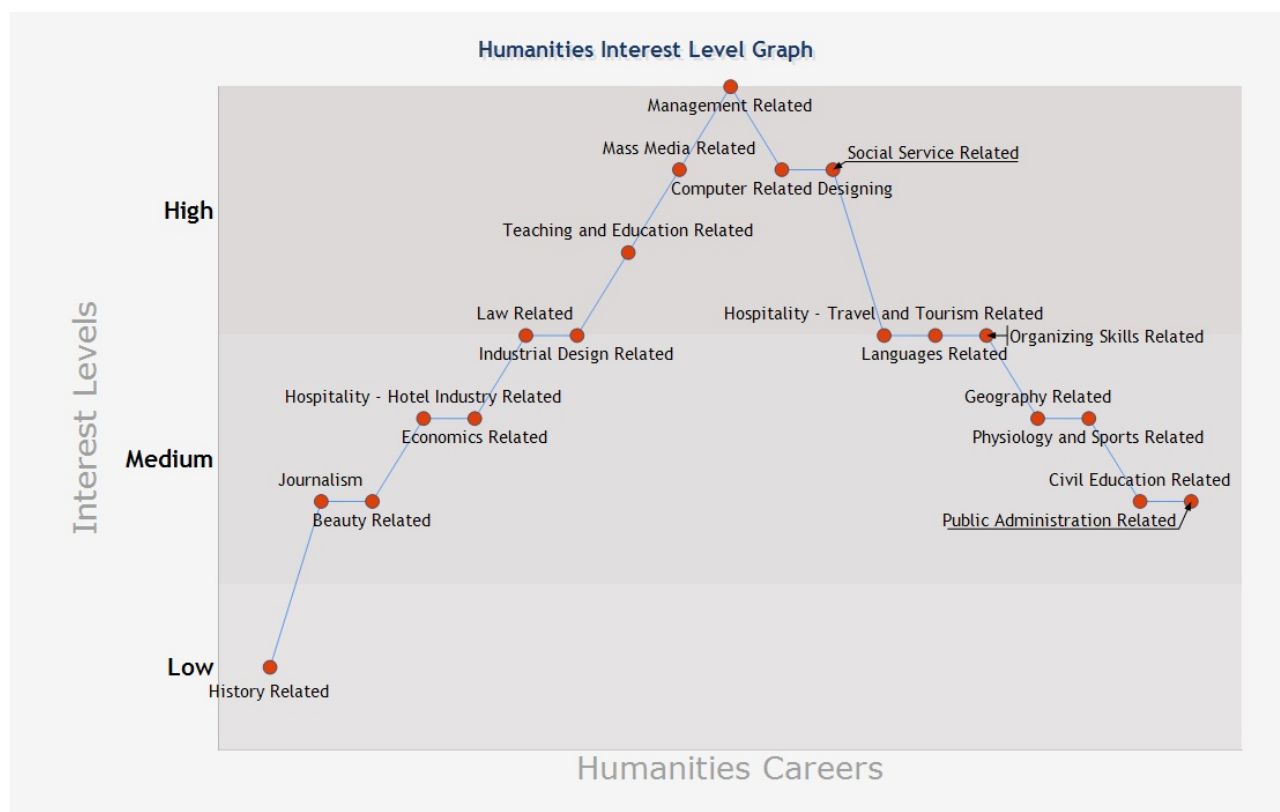 Humanities Interest Level Graph
Management Related
Mass Media Related
Social Service Related
Computer Related Designing
High
Teaching and Education Related
Law Related
Hospitality - Travel and Tourism Related
Organizing Skills Related
Industrial Design Related
Languages Related
Hospitality - Hotel Industry Related
Geography Related
Economics Related
Physiology and Sports Related
Interest Levels
Medium
Journalism
Civil Education Related
Beauty Related
Public Administration Related
Low
History Related
Humanities Careers